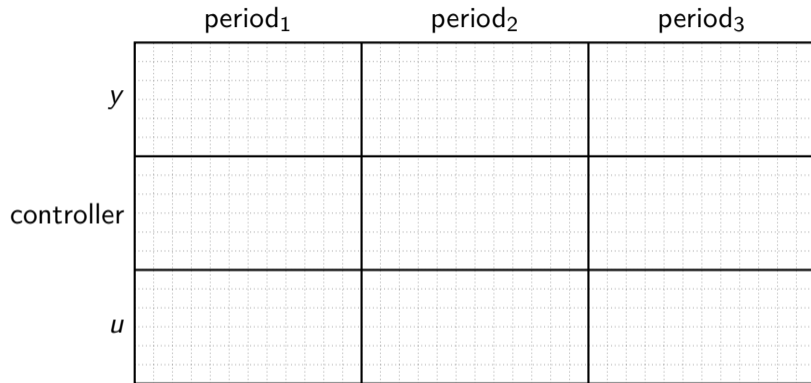 period₁ period₂ period₃
y
controller
u